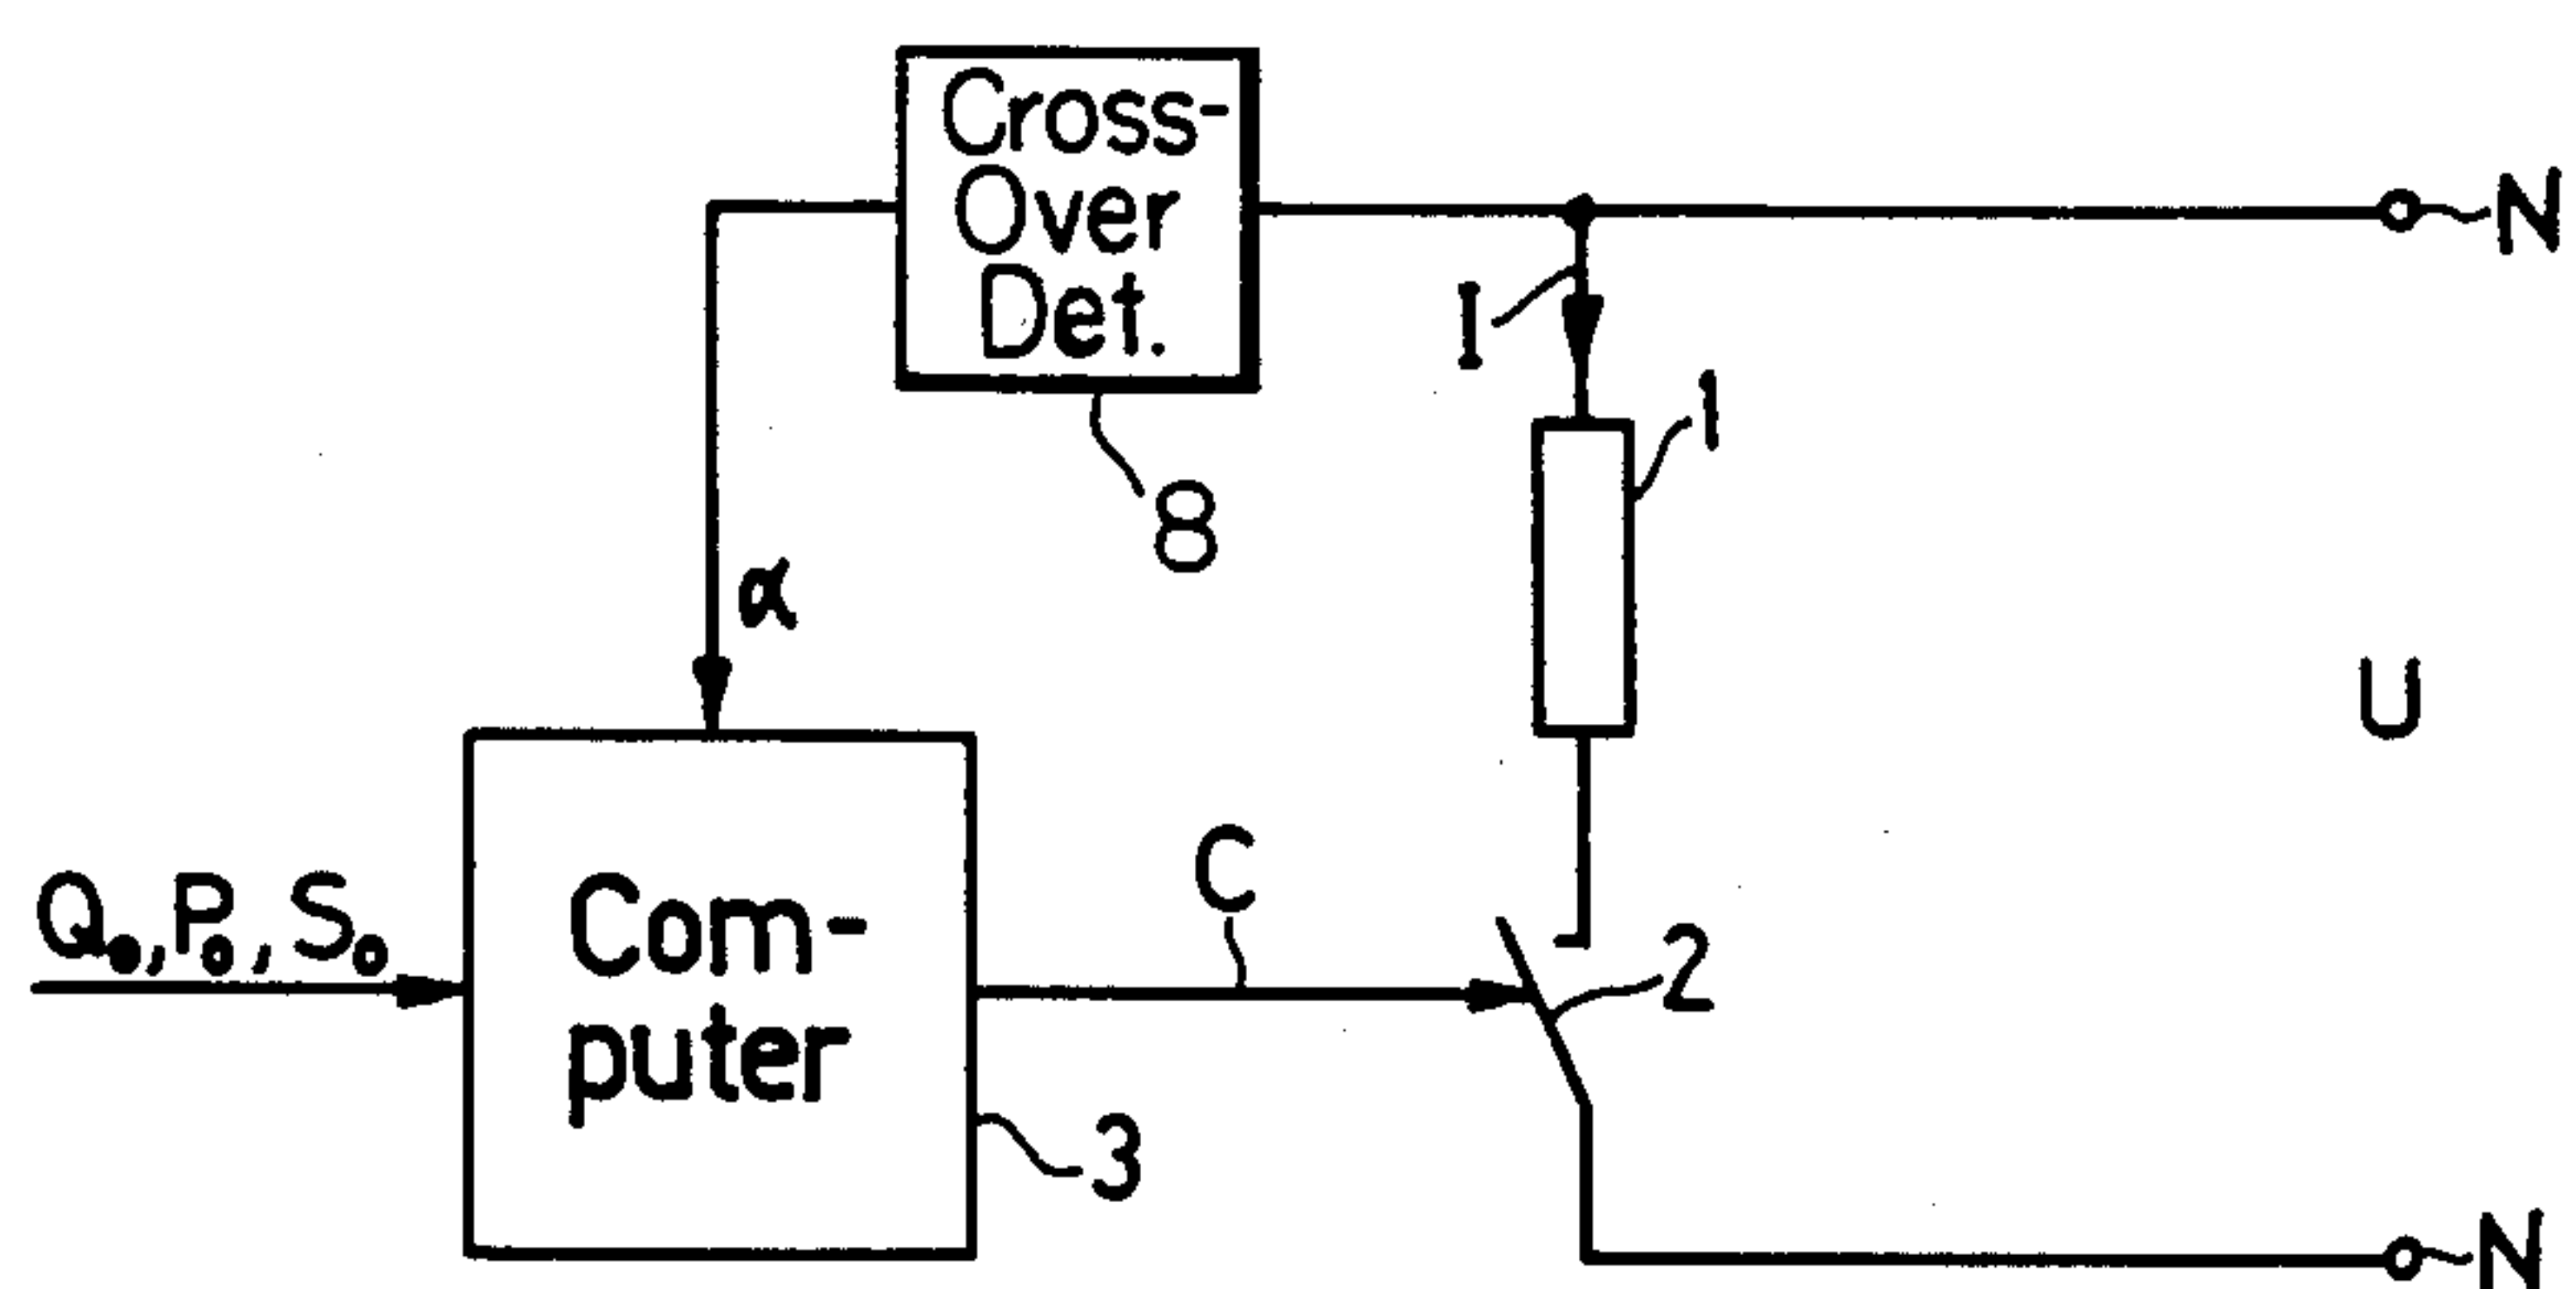 Cross-
Over
Det.
N
I
1
8
α
U
Q₀, P₀, S₀
Com-
puter
C
2
3
N